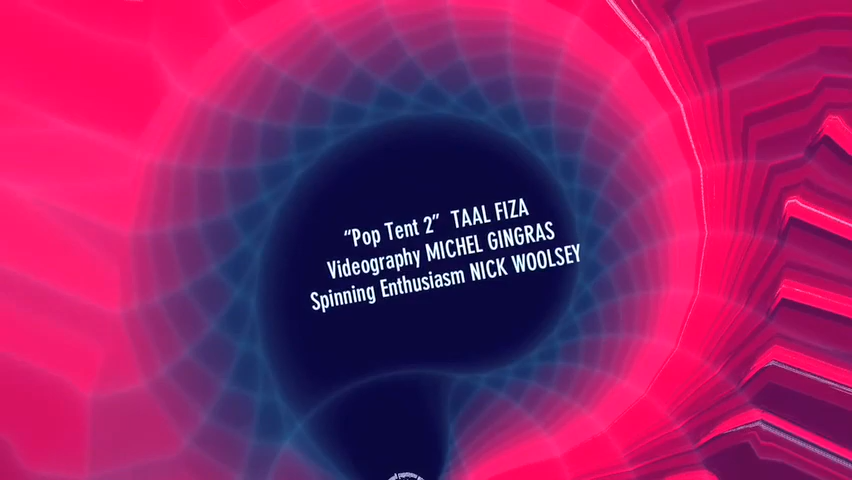 “Pop Tent 2” TAAL FIZA
Videography MICHEL GINGRAS
Spinning Enthusiasm NICK WOOLSEY